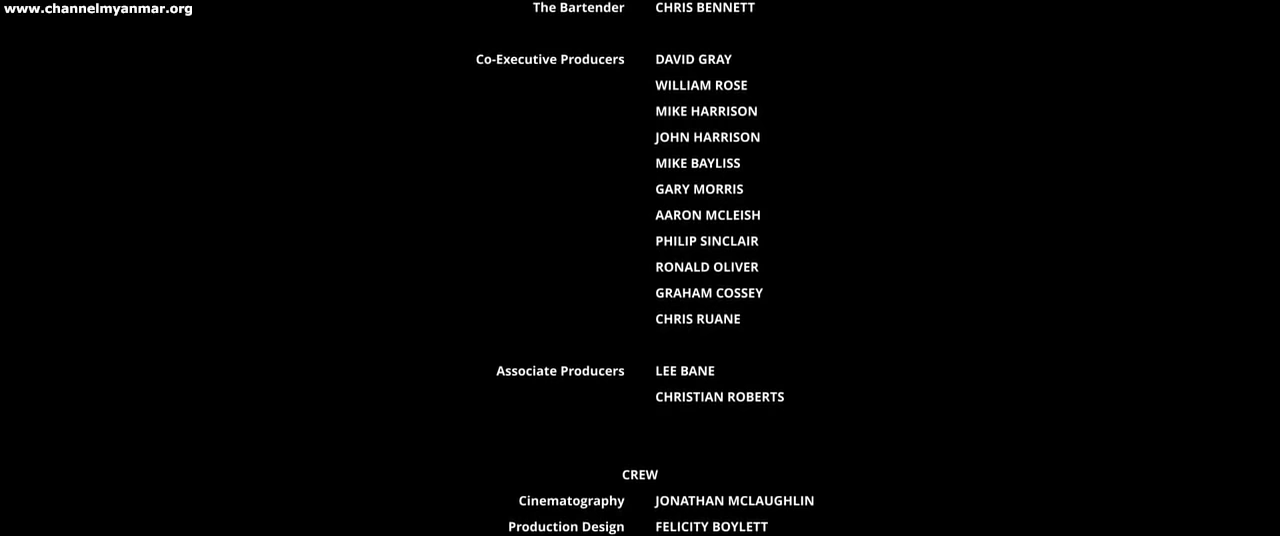 www.channelmyanmar.org
The Bartender CHRIS BENNETT
Co-Executive Producers DAVID GRAY
WILLIAM ROSE
MIKE HARRISON
JOHN HARRISON
MIKE BAYLISS
GARY MORRIS
AARON MCLEISH
PHILIP SINCLAIR
RONALD OLIVER
GRAHAM COSSEY
CHRIS RUANE
Associate Producers LEE BANE
CHRISTIAN ROBERTS
CREW
Cinematography JONATHAN MCLAUGHLIN
Production Design FELICITY BOYLETT